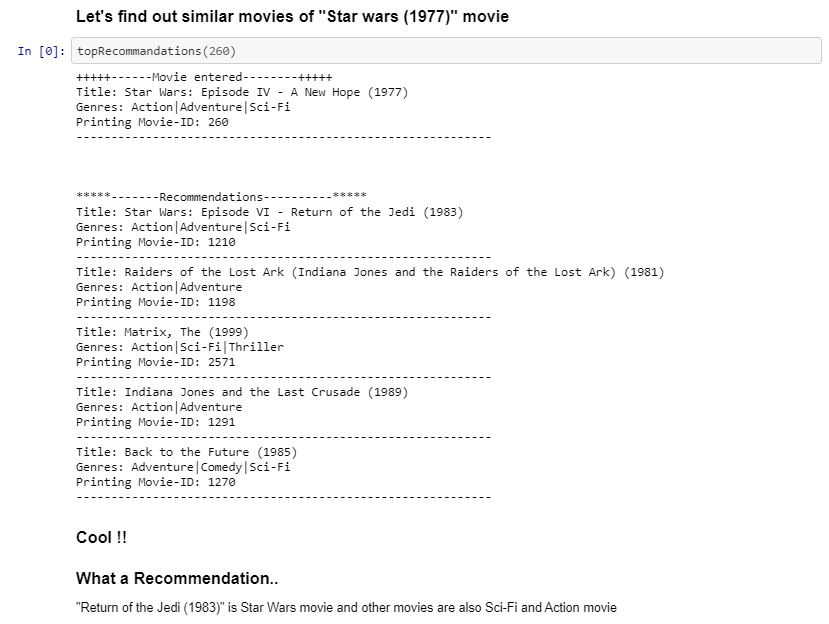 Let's find out similar movies of "Star wars (1977)" movie
In [0]: topRecommandations(260)
+++++------Movie entered--------+++++
Title: Star Wars: Episode IV - A New Hope (1977)
Genres: Action|Adventure|Sci-Fi
Printing Movie-ID: 260
------------------------------------------------------------
*****-------Recommendations----------*****
Title: Star Wars: Episode VI - Return of the Jedi (1983)
Genres: Action|Adventure|Sci-Fi
Printing Movie-ID: 1210
------------------------------------------------------------
Title: Raiders of the Lost Ark (Indiana Jones and the Raiders of the Lost Ark) (1981)
Genres: Action|Adventure
Printing Movie-ID: 1198
------------------------------------------------------------
Title: Matrix, The (1999)
Genres: Action|Sci-Fi|Thriller
Printing Movie-ID: 2571
------------------------------------------------------------
Title: Indiana Jones and the Last Crusade (1989)
Genres: Action|Adventure
Printing Movie-ID: 1291
------------------------------------------------------------
Title: Back to the Future (1985)
Genres: Adventure|Comedy|Sci-Fi
Printing Movie-ID: 1270
------------------------------------------------------------
Cool !!
What a Recommendation..
"Return of the Jedi (1983)" is Star Wars movie and other movies are also Sci-Fi and Action movie